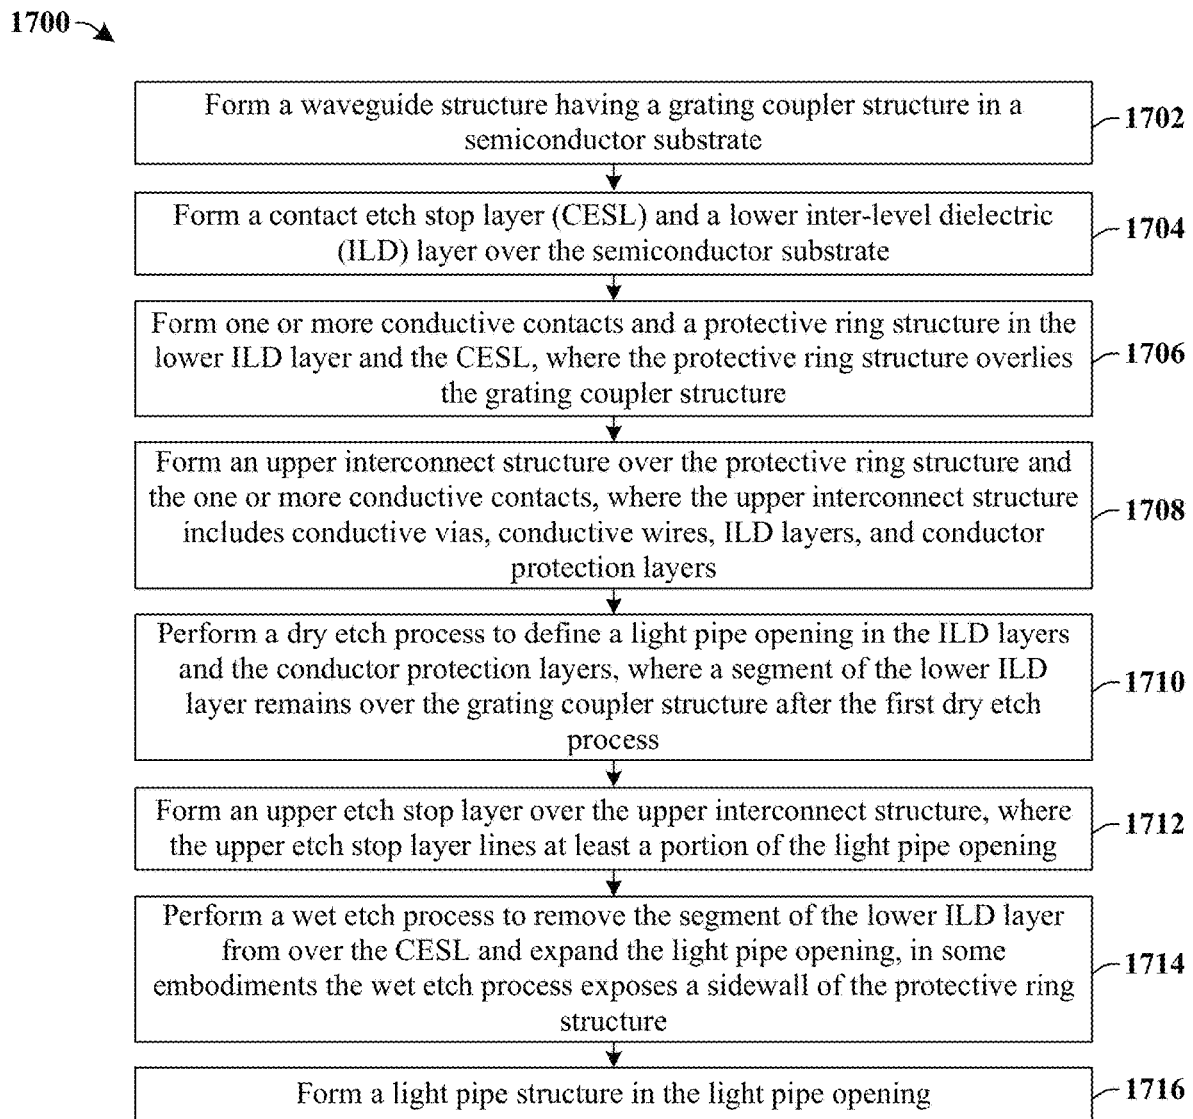 1700
Form a waveguide structure having a grating coupler structure in a
semiconductor substrate
1702
Form a contact etch stop layer (CESL) and a lower inter-level dielectric
(ILD) layer over the semiconductor substrate
1704
Form one or more conductive contacts and a protective ring structure in the
lower ILD layer and the CESL, where the protective ring structure overlies
the grating coupler structure
1706
Form an upper interconnect structure over the protective ring structure and
the one or more conductive contacts, where the upper interconnect structure
includes conductive vias, conductive wires, ILD layers, and conductor
protection layers
1708
Perform a dry etch process to define a light pipe opening in the ILD layers
and the conductor protection layers, where a segment of the lower ILD
layer remains over the grating coupler structure after the first dry etch
process
1710
Form an upper etch stop layer over the upper interconnect structure, where
the upper etch stop layer lines at least a portion of the light pipe opening
1712
Perform a wet etch process to remove the segment of the lower ILD layer
from over the CESL and expand the light pipe opening, in some
embodiments the wet etch process exposes a sidewall of the protective ring
structure
1714
Form a light pipe structure in the light pipe opening
1716